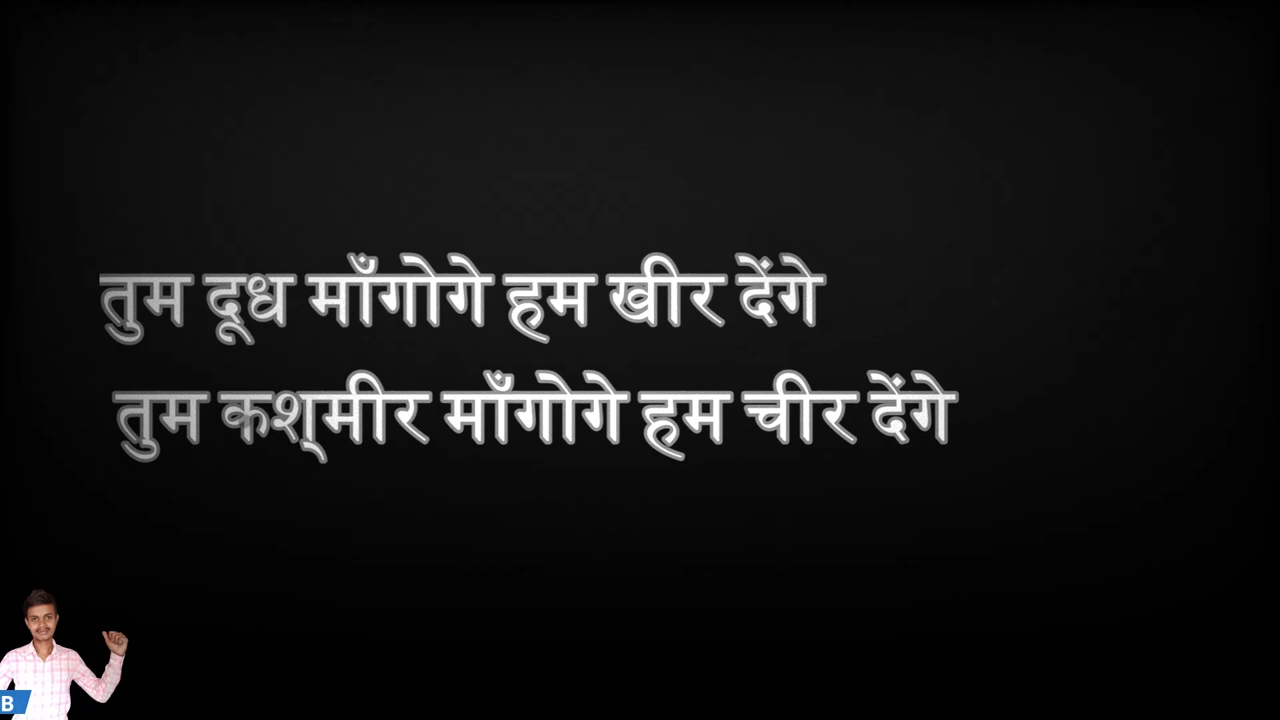 तुम दूध माँगोगे हम खीर देंगे
तुम कश्मीर माँगोगे हम चीर देंगे
B